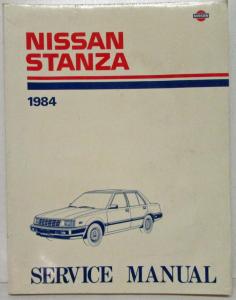 NISSAN
STANZA
1984
SERVICE MANUAL